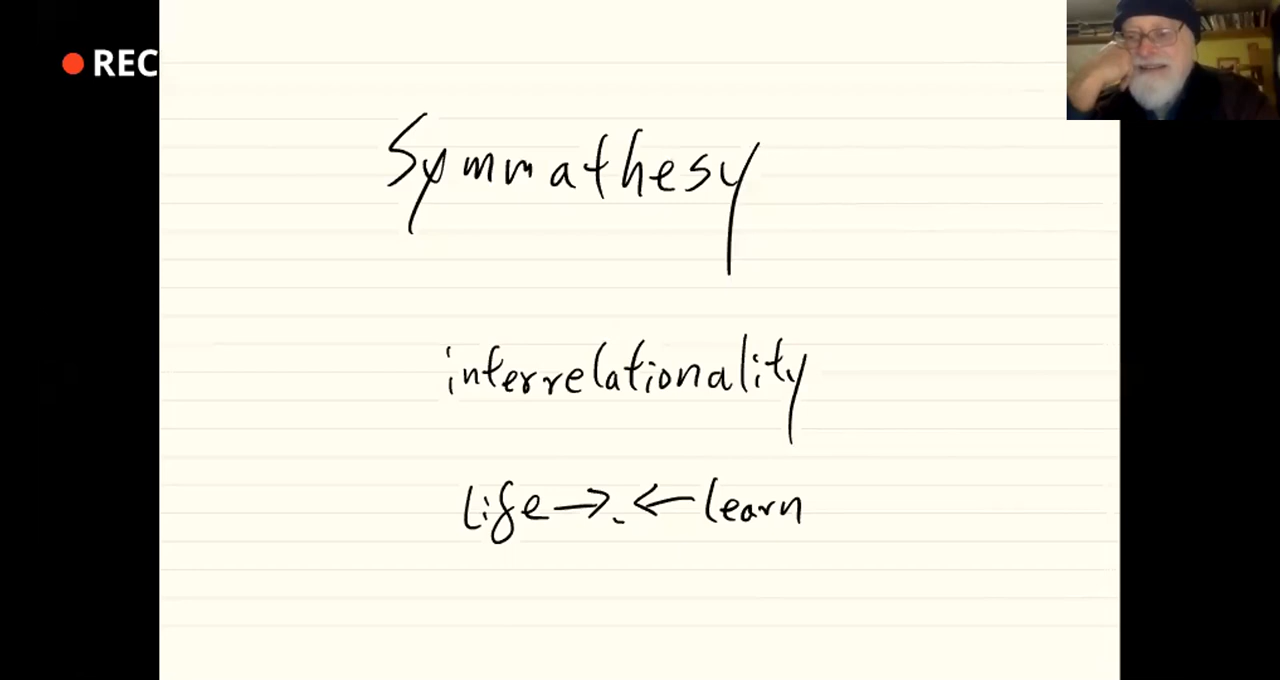 REC
Symmathesy
interrelationality
life →. ← learn